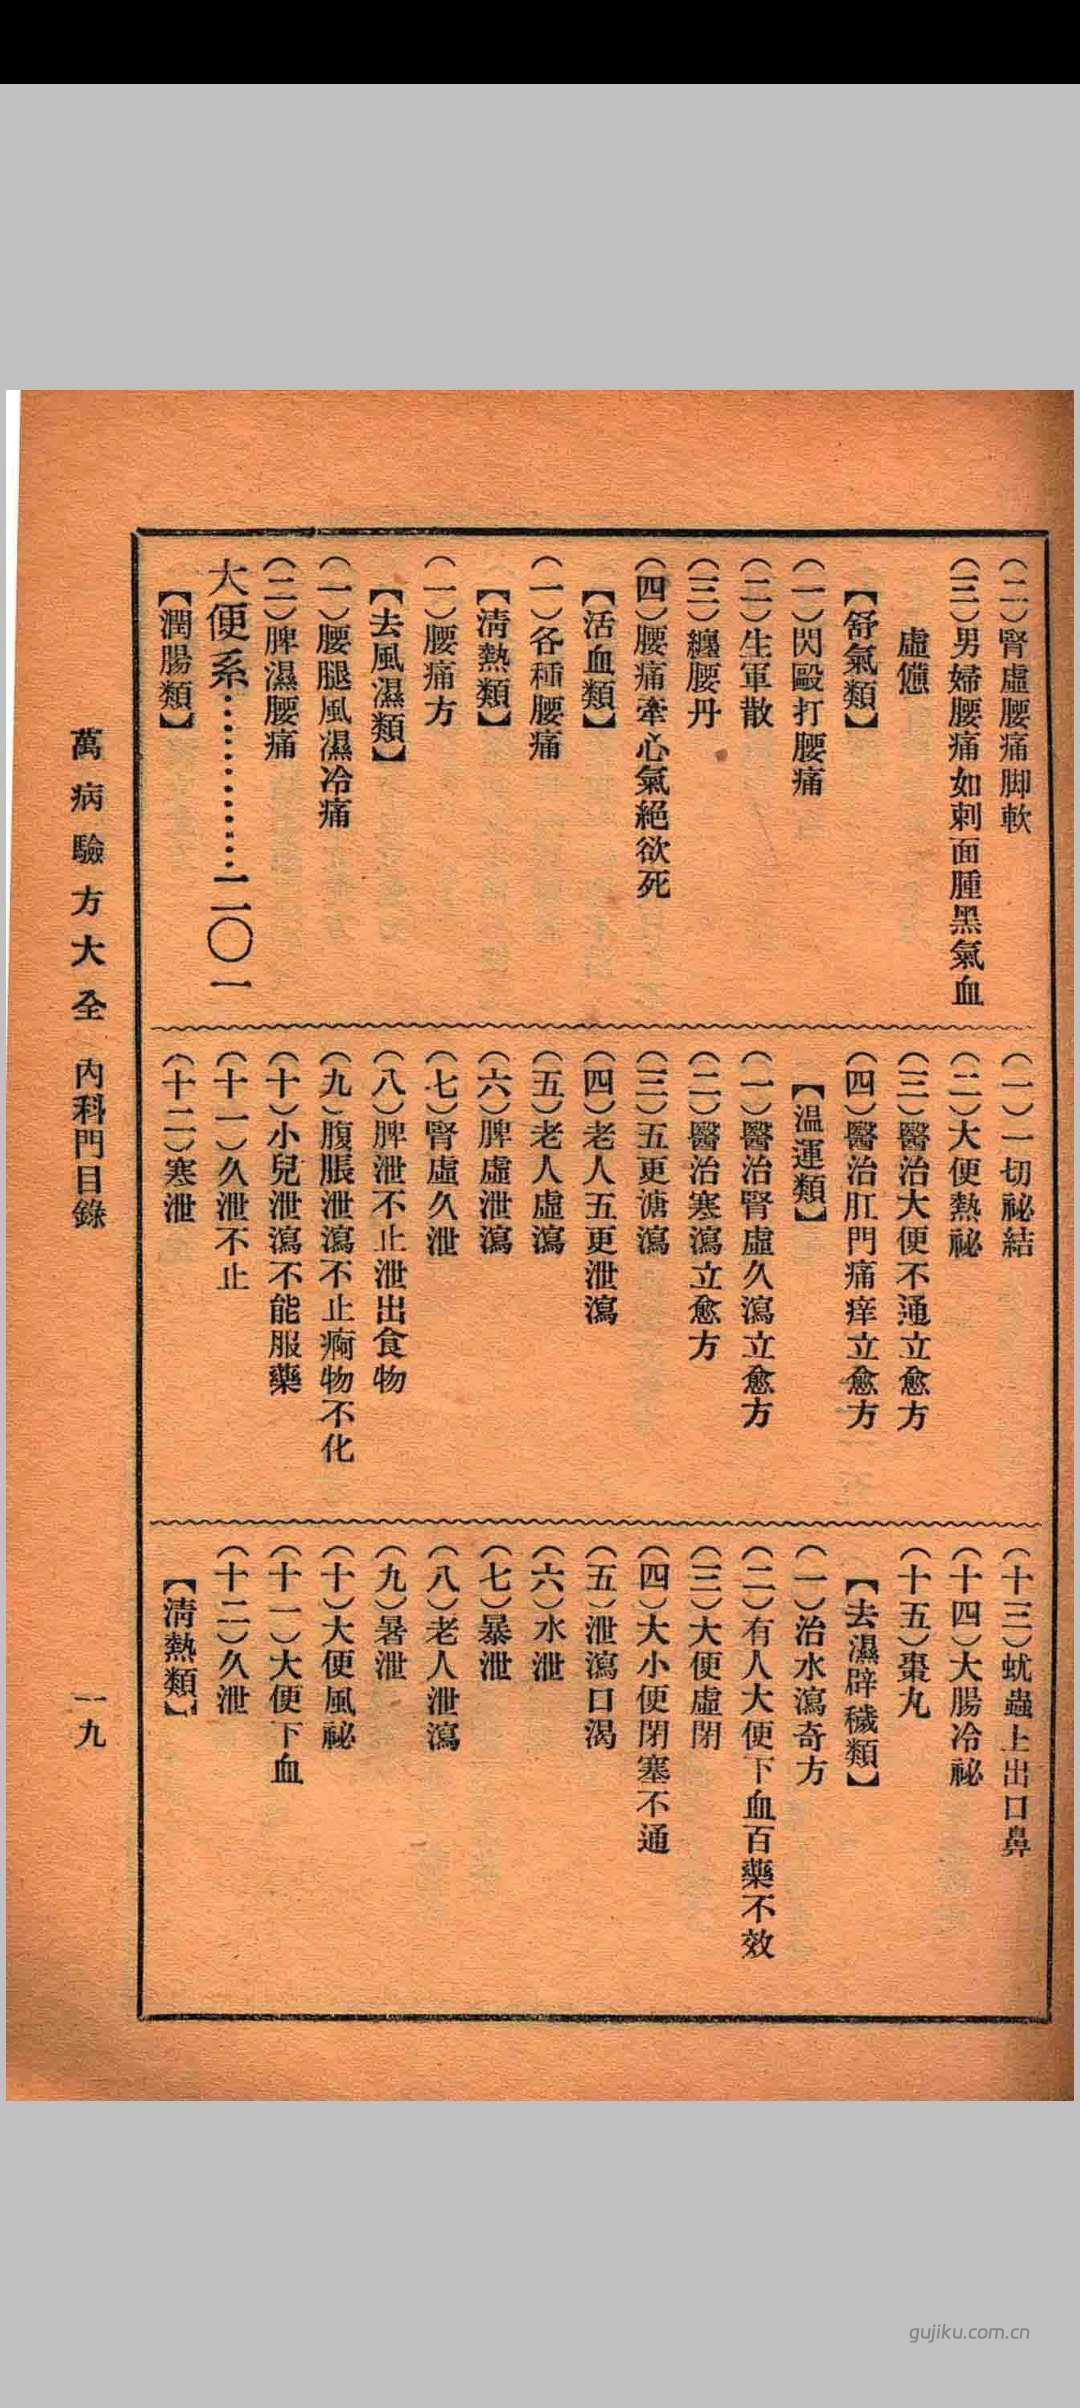 （二）腎虛腰痛脚軟
（三）男婦腰痛如刺面腫黑氣血
虛憊
【舒氣類】
（一）閃毆打腰痛
（二）生軍散
（三）纏腰丹
（四）腰痛牽心氣絕欲死
【活血類】
（一）各種腰痛
【清熱類】
（一）腰痛方
【去風濕類】
（一）腰腿風濕冷痛
（二）脾濕腰痛
大便系…………二〇一
【潤腸類】
（一）一切祕結
（二）大便熱祕
（三）醫治大便不通立愈方
（四）醫治肛門痛痒立愈方
【温運類】
（一）醫治腎虛久瀉立愈方
（二）醫治寒瀉立愈方
（三）五更溏瀉
（四）老人五更泄瀉
（五）老人虛瀉
（六）脾虛泄瀉
（七）腎虛久泄
（八）脾泄不止泄出食物
（九）腹脹泄瀉不止痾物不化
（十）小兒泄瀉不能服藥
（十一）久泄不止
（十二）寒泄
（十三）蚘蟲上出口鼻
（十四）大腸冷祕
（十五）棗丸
【去濕辟穢類】
（一）治水瀉奇方
（二）有人大便下血百藥不效
（三）大便虛閉
（四）大小便閉塞不通
（五）泄瀉口渴
（六）水泄
（七）暴泄
（八）老人泄瀉
（九）暑泄
（十）大便風祕
（十一）大便下血
（十二）久泄
【清熱類】
萬病驗方大全 內科門目錄 一九
gujiku.com.cn